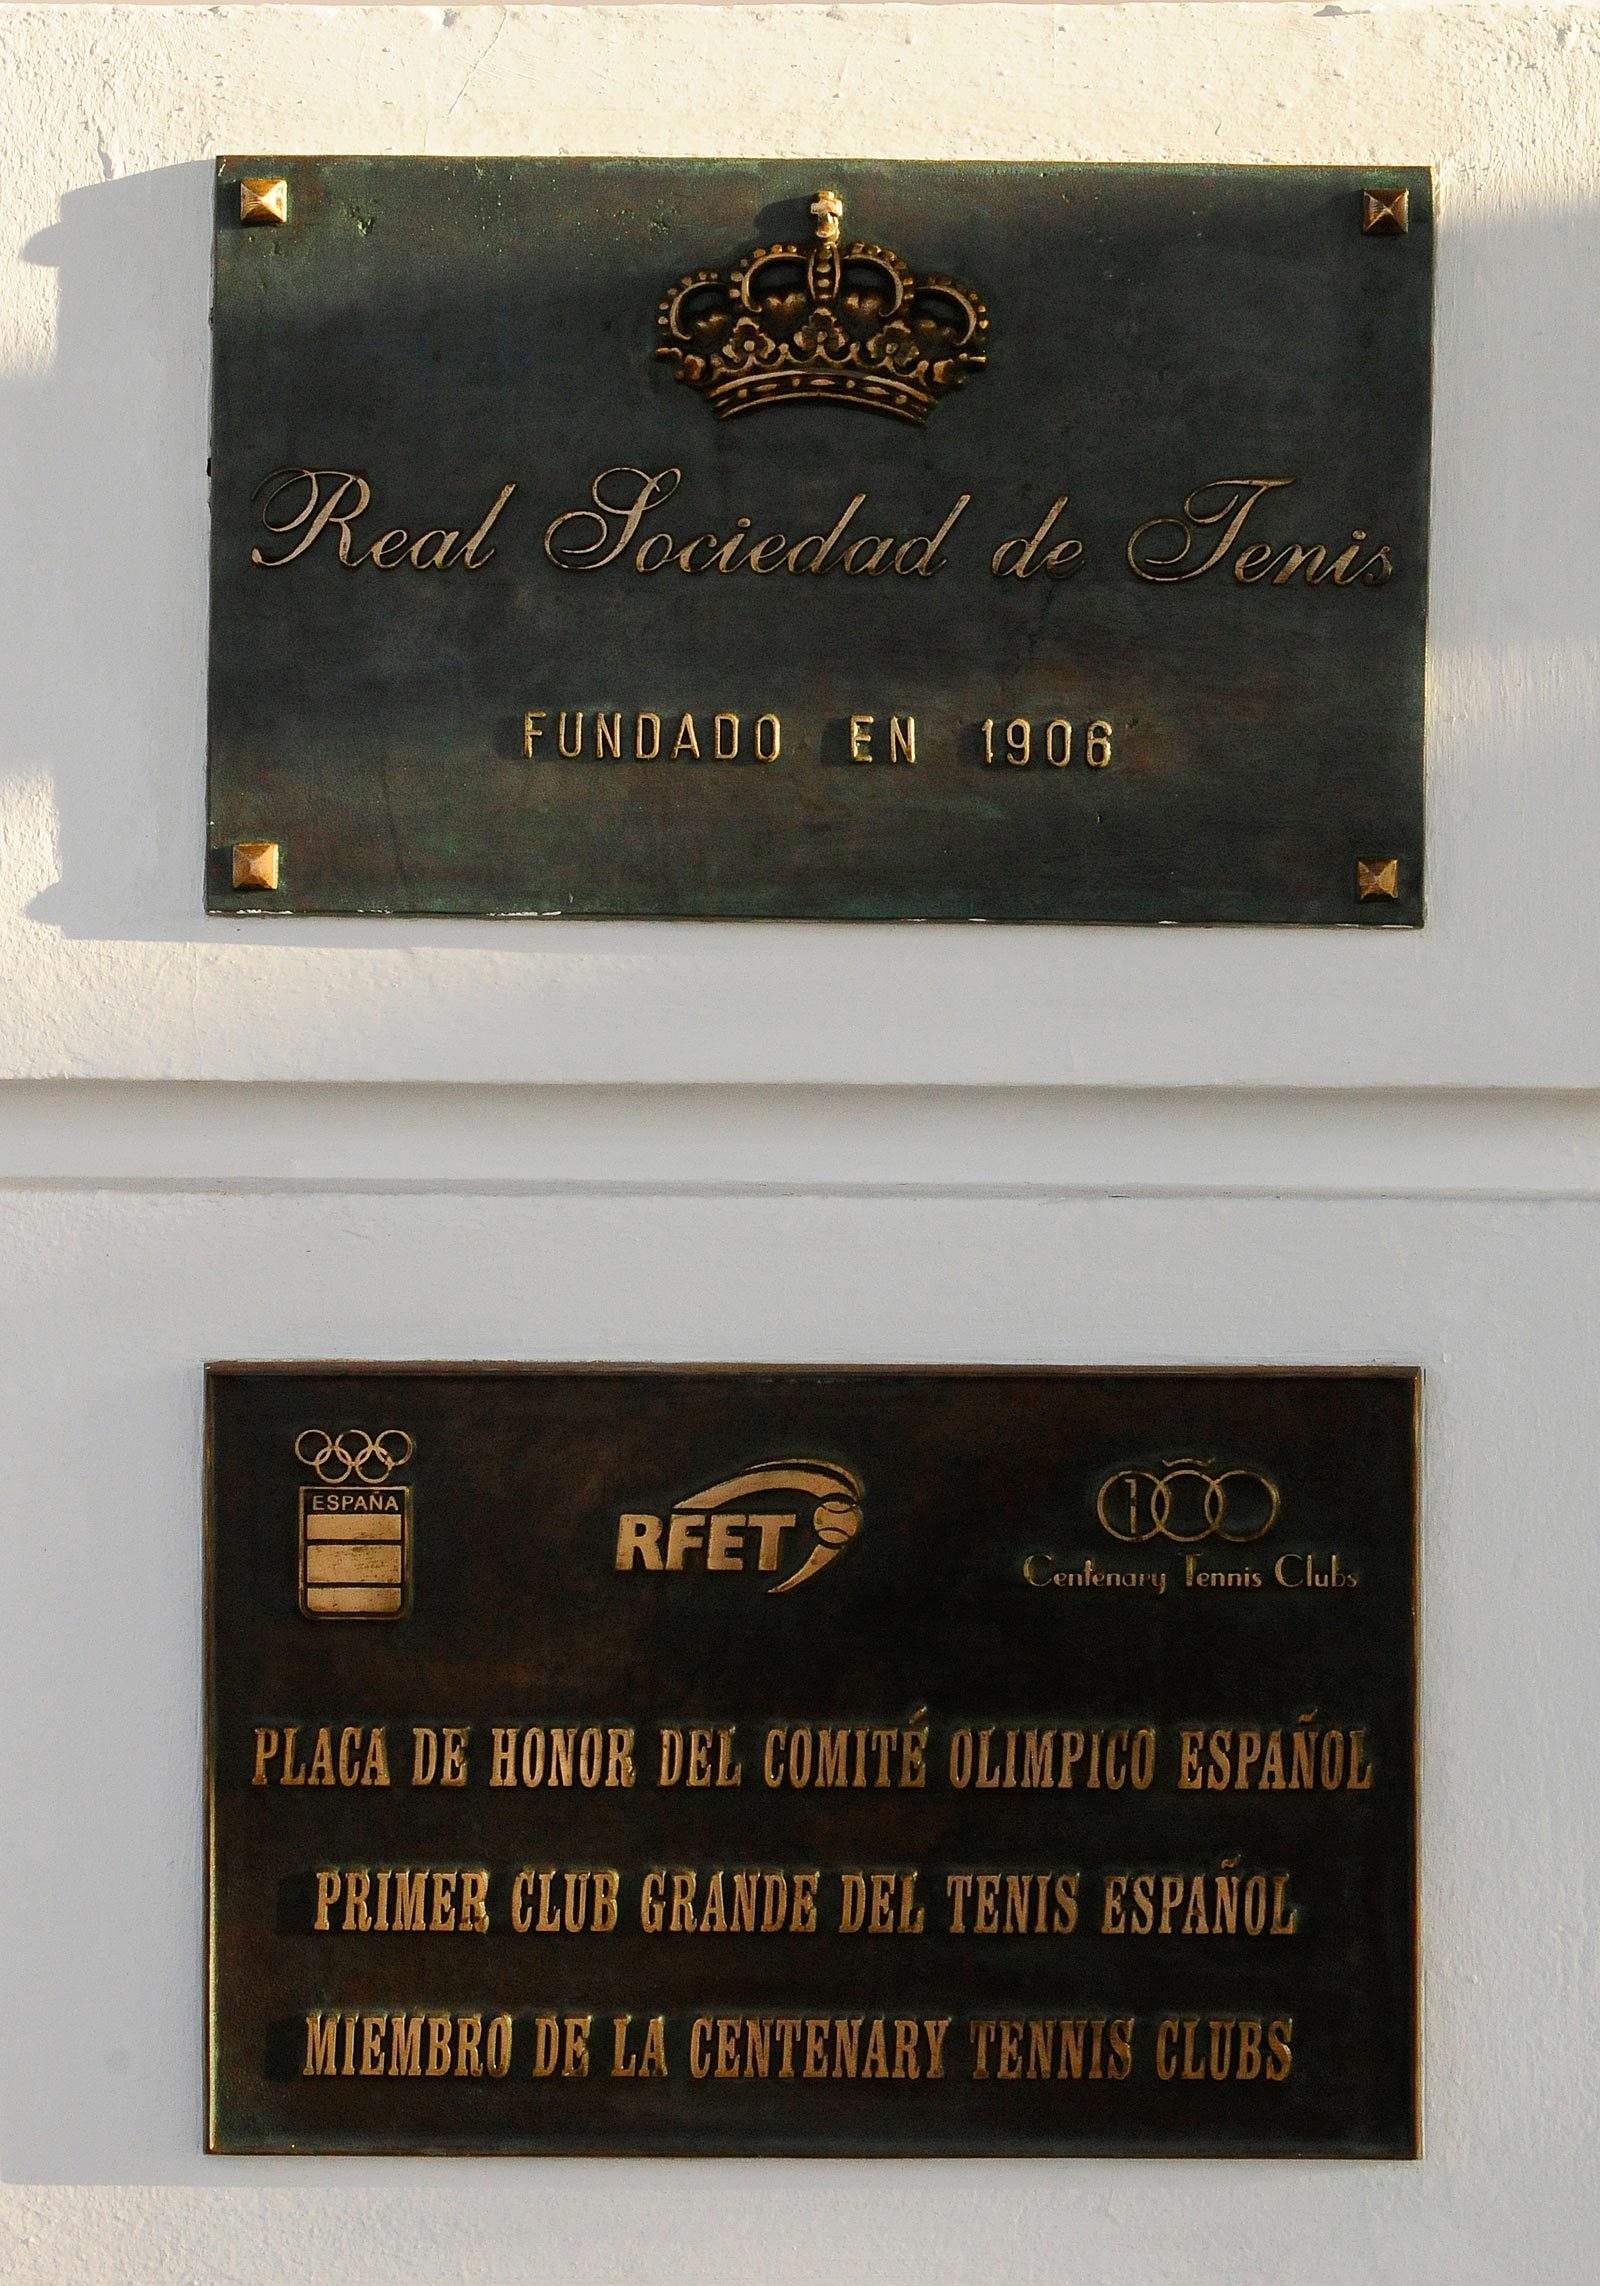 Real Sociedad de Tenis
FUNDADO EN 1906
ESPAÑA
RFET
100
Centenary Tennis Clubs
PLACA DE HONOR DEL COMITÉ OLIMPICO ESPAÑOL
PRIMER CLUB GRANDE DEL TENIS ESPAÑOL
MIEMBRO DE LA CENTENARY TENNIS CLUBS